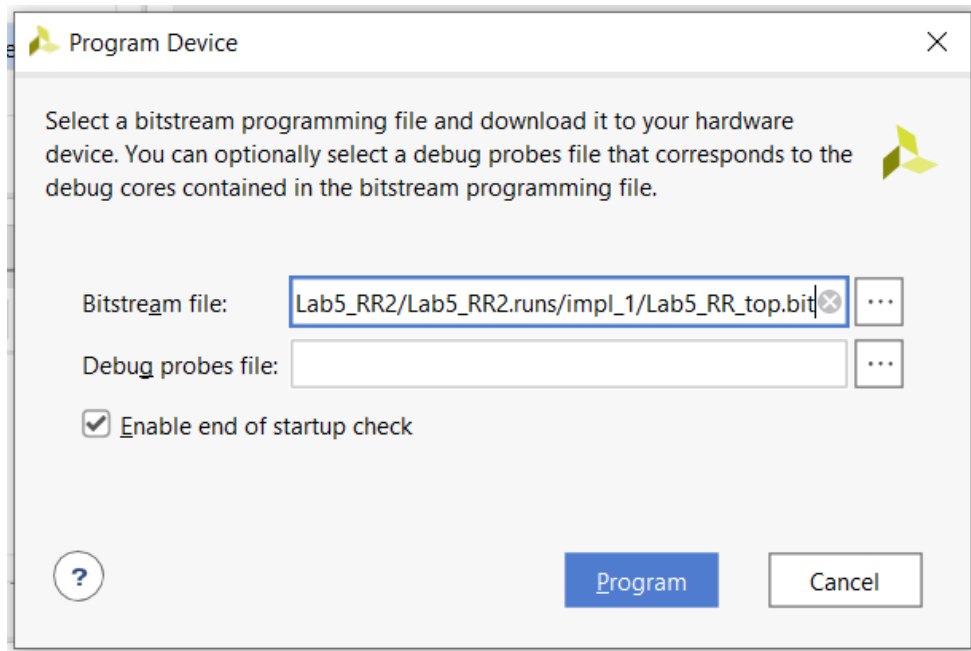 Program Device
Select a bitstream programming file and download it to your hardware
device. You can optionally select a debug probes file that corresponds to the
debug cores contained in the bitstream programming file.
Bitstream file: Lab5_RR2/Lab5_RR2.runs/impl_1/Lab5_RR_top.bit ...
Debug probes file: ...
Enable end of startup check
? Program Cancel